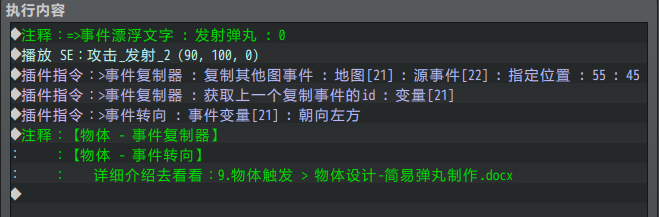 执行内容
◆注释：=>事件漂浮文字 : 发射弹丸 : 0
◆播放 SE：攻击_发射_2 (90, 100, 0)
◆插件指令：>事件复制器 : 复制其他图事件 : 地图[21] : 源事件[22] : 指定位置 : 55 : 45
◆插件指令：>事件复制器 : 获取上一个复制事件的id : 变量[21]
◆插件指令：>事件转向 : 事件变量[21] : 朝向左方
◆注释：【物体 - 事件复制器】
：　　：【物体 - 事件转向】
：　　：　　详细介绍去看看：9.物体触发 > 物体设计-简易弹丸制作.docx
◆